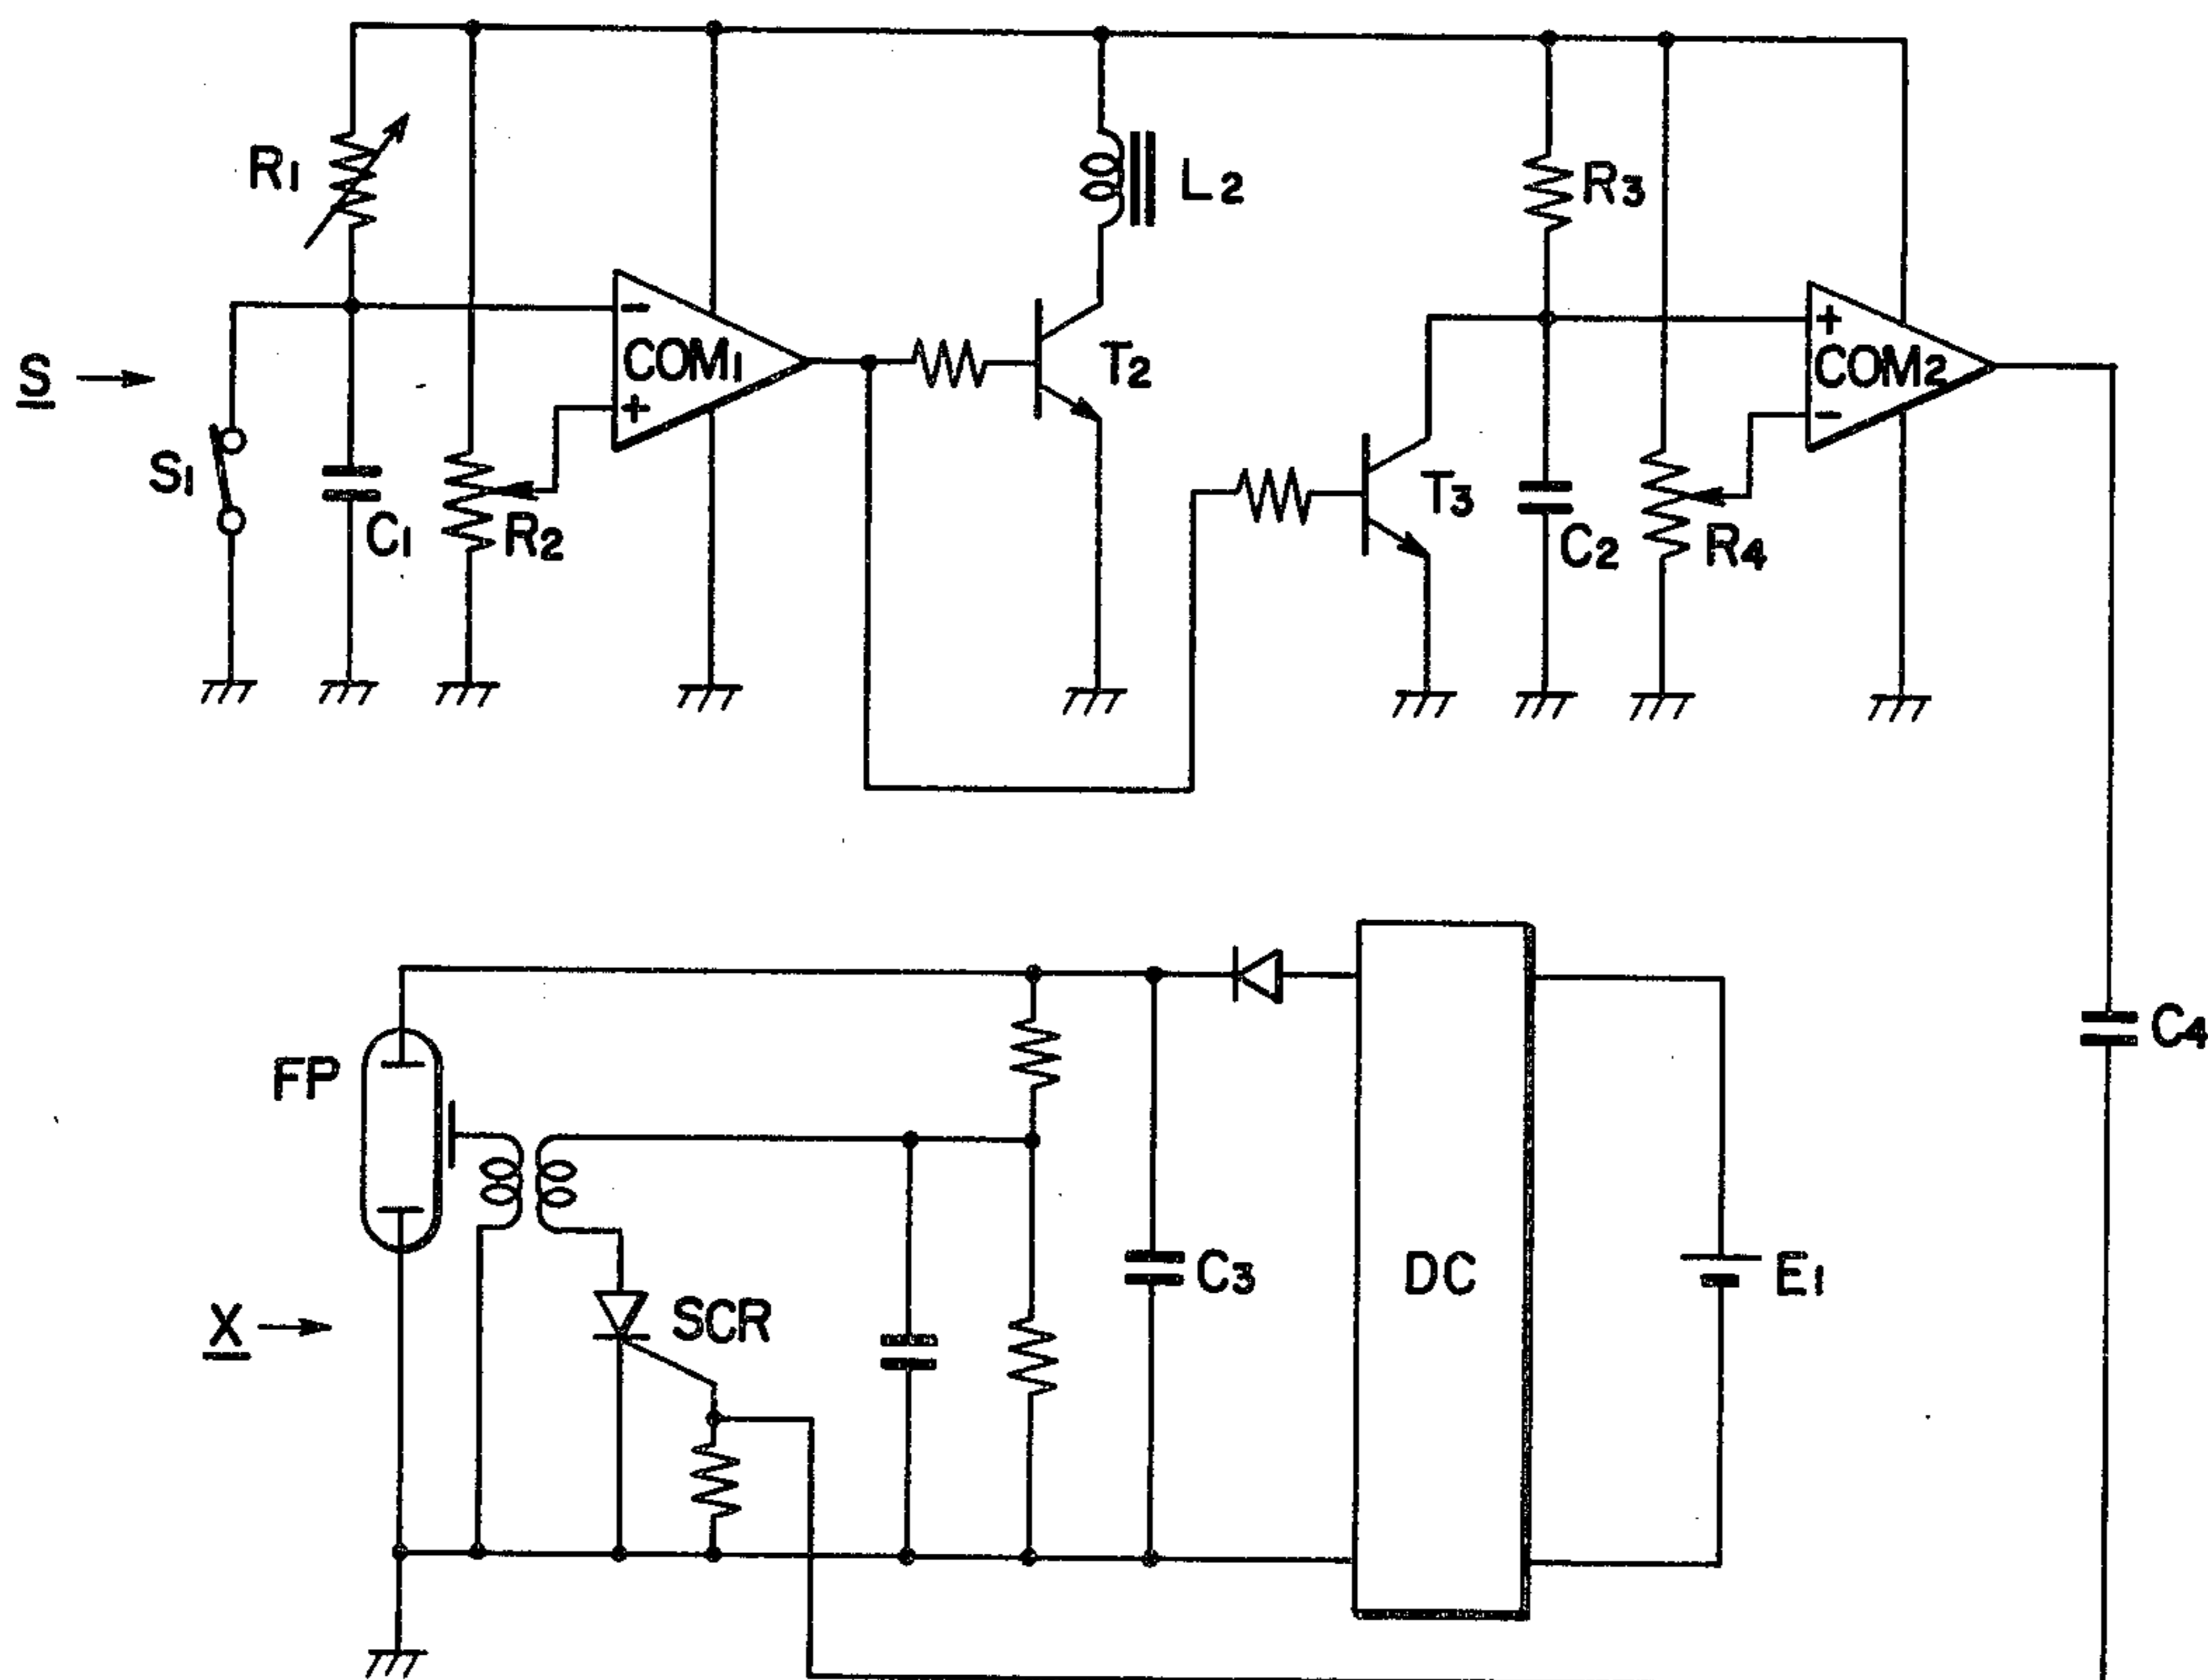 R1
L2
R3
S
S1
C1
R2
-
COM1
+
T2
T3
C2
R4
+
COM2
-
C4
FP
X
SCR
C3
DC
E1